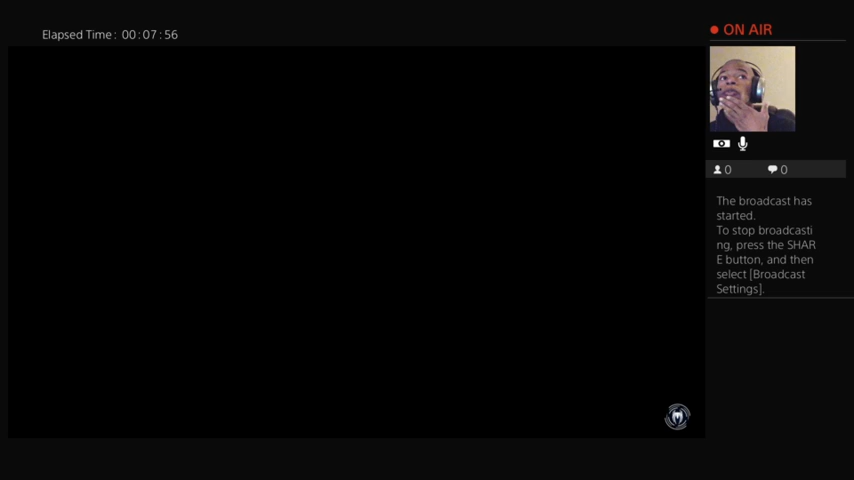 Elapsed Time: 00:07:56
ON AIR
0 0
The broadcast has
started.
To stop broadcasti
ng, press the SHAR
E button, and then
select [Broadcast
Settings].